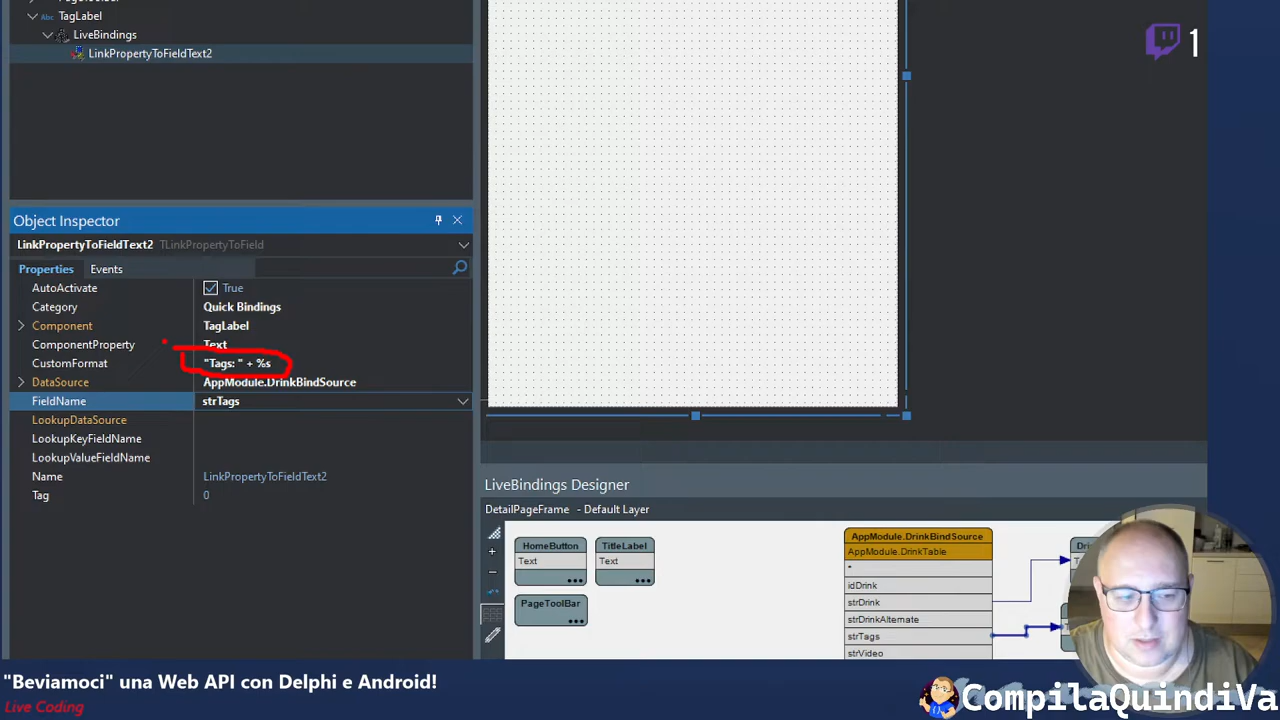 TagLabel
LiveBindings
LinkPropertyToFieldText2
1
Object Inspector
LinkPropertyToFieldText2 TLinkPropertyToField
Properties Events
AutoActivate True
Category Quick Bindings
Component TagLabel
ComponentProperty Text
CustomFormat "Tags: " + %s
DataSource AppModule.DrinkBindSource
FieldName strTags
LookupDataSource
LookupKeyFieldName
LookupValueFieldName
Name LinkPropertyToFieldText2
Tag 0
LiveBindings Designer
DetailPageFrame - Default Layer
HomeButton
Text
TitleLabel
Text
PageToolBar
AppModule.DrinkBindSource
AppModule.DrinkTable
*
idDrink
strDrink
strDrinkAlternate
strTags
strVideo
"Beviamoci" una Web API con Delphi e Android!
Live Coding
CompilaQuindiVa